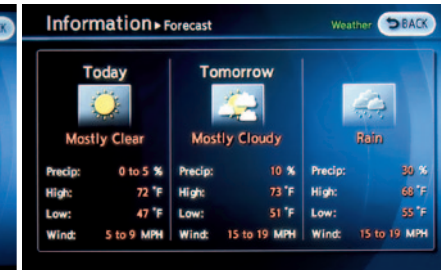 K
Information ▸ Forecast Weather BACK
Today Tomorrow
Mostly Clear Mostly Cloudy Rain
Precip: 0 to 5 % Precip: 10 % Precip: 30 %
High: 72 °F High: 73 °F High: 68 °F
Low: 47 °F Low: 51 °F Low: 55 °F
Wind: 5 to 9 MPH Wind: 15 to 19 MPH Wind: 15 to 19 MPH